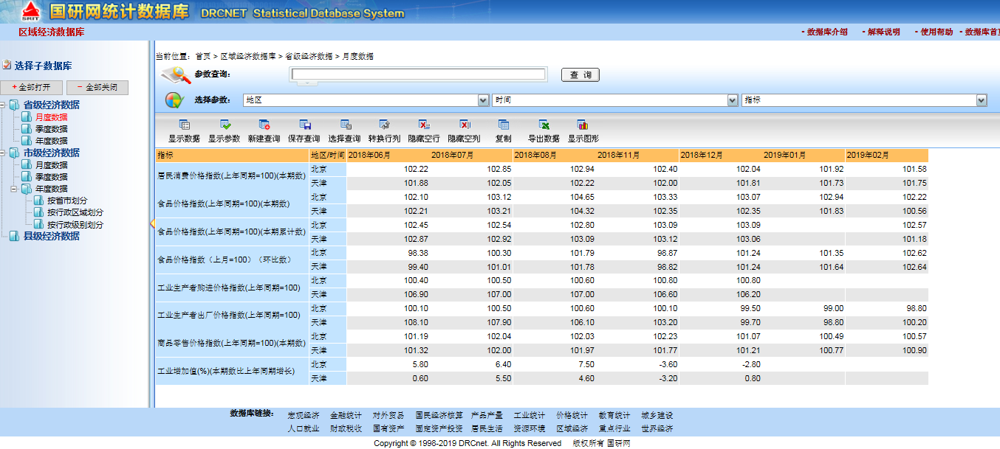 SRIT 国研网统计数据库 DRCNET Statistical Database System
区域经济数据库 - 数据库介绍 - 解释说明 - 使用帮助 - 数据库首页
当前位置：首页 > 区域经济数据库 > 省级经济数据 > 月度数据
选择子数据库
+ 全部打开 － 全部关闭
省级经济数据
月度数据
季度数据
年度数据
市级经济数据
月度数据
季度数据
年度数据
按省市划分
按行政区域划分
按行政级别划分
县级经济数据
参数查询： 查 询
选择参数： 地区 时间 指标
显示数据 显示参数 新建查询 保存查询 选择查询 转换行列 隐藏空行 隐藏空列 复制 导出数据 显示图形
指标 地区/时间 2018年06月 2018年07月 2018年08月 2018年11月 2018年12月 2019年01月 2019年02月
居民消费价格指数(上年同期=100)(本期数) 北京 102.22 102.85 102.94 102.40 102.04 101.92 101.58
天津 101.88 102.05 102.22 102.00 101.81 101.73 101.75
食品价格指数(上年同期=100)(本期数) 北京 102.10 103.12 104.65 103.33 103.07 102.94 102.22
天津 102.21 103.21 104.32 102.35 102.35 101.83 100.56
食品价格指数(上年同期=100)(本期累计数) 北京 102.45 102.54 102.80 103.09 103.09 102.57
天津 102.87 102.92 103.09 103.12 103.06 101.18
食品价格指数（上月=100）（环比数） 北京 98.38 100.30 101.79 98.87 101.24 101.35 102.62
天津 99.40 101.01 101.78 98.82 101.24 101.64 102.64
工业生产者购进价格指数(上年同期=100) 北京 100.40 100.50 100.60 100.80 100.80
天津 106.90 107.00 107.00 106.60 106.20
工业生产者出厂价格指数(上年同期=100) 北京 100.10 100.50 100.60 100.10 99.50 99.00 98.80
天津 108.10 107.90 106.10 103.20 99.70 98.80 100.20
商品零售价格指数(上年同期=100)(本期数) 北京 101.19 102.04 102.03 102.23 101.07 100.49 100.57
天津 101.32 102.00 101.97 101.77 101.21 100.77 100.90
工业增加值(%)(本期数比上年同期增长) 北京 5.80 6.40 7.50 -3.60 -2.80
天津 0.60 5.50 4.60 -3.20 0.80
数据库链接： 宏观经济 金融统计 对外贸易 国民经济核算 产品产量 工业统计 价格统计 教育统计 城乡建设
人口就业 财政税收 国有资产 固定资产投资 居民生活 资源环境 区域经济 重点行业 世界经济
Copyright © 1998-2019 DRCnet. All Rights Reserved 版权所有 国研网